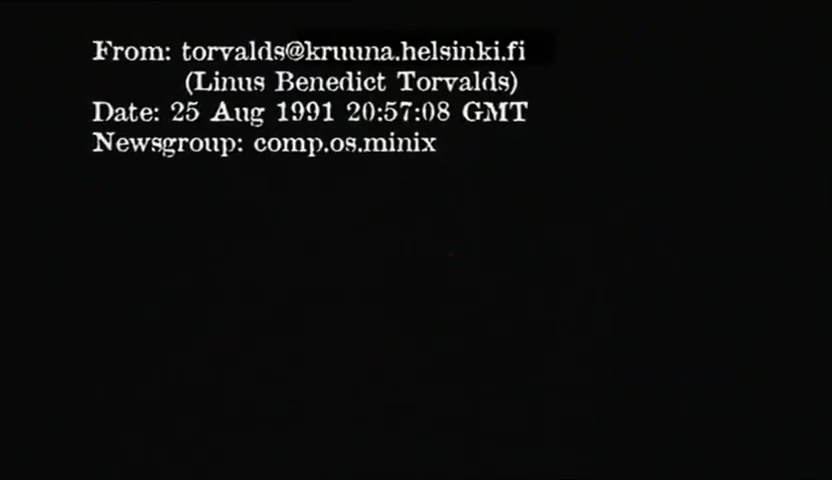 From: torvalds@kruuna.helsinki.fi
(Linus Benedict Torvalds)
Date: 25 Aug 1991 20:57:08 GMT
Newsgroup: comp.os.minix